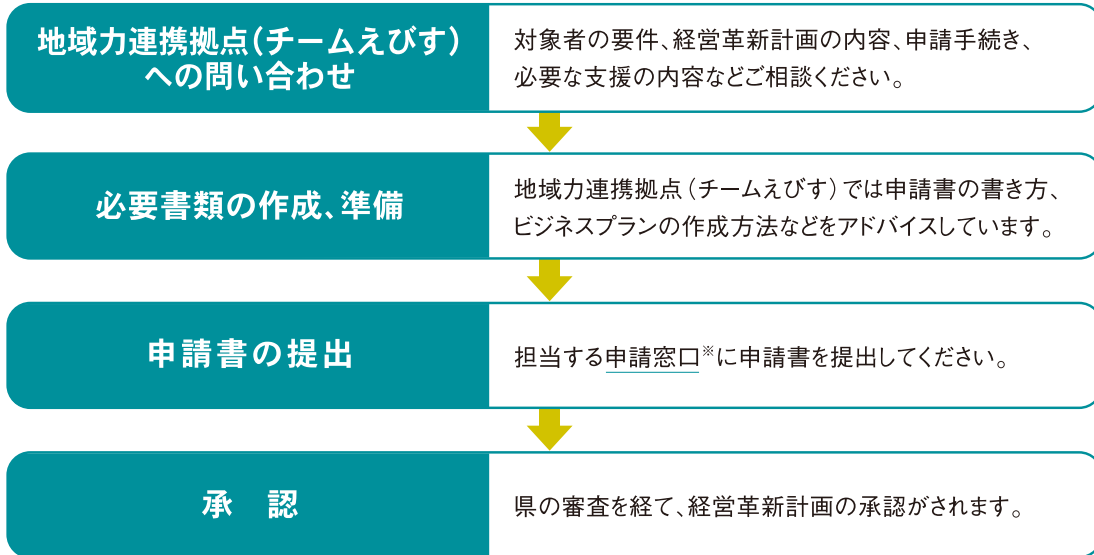 地域力連携拠点（チームえびす）
への問い合わせ
対象者の要件、経営革新計画の内容、申請手続き、
必要な支援の内容などご相談ください。
必要書類の作成、準備
地域力連携拠点（チームえびす）では申請書の書き方、
ビジネスプランの作成方法などをアドバイスしています。
申請書の提出
担当する申請窓口※に申請書を提出してください。
承　認
県の審査を経て、経営革新計画の承認がされます。